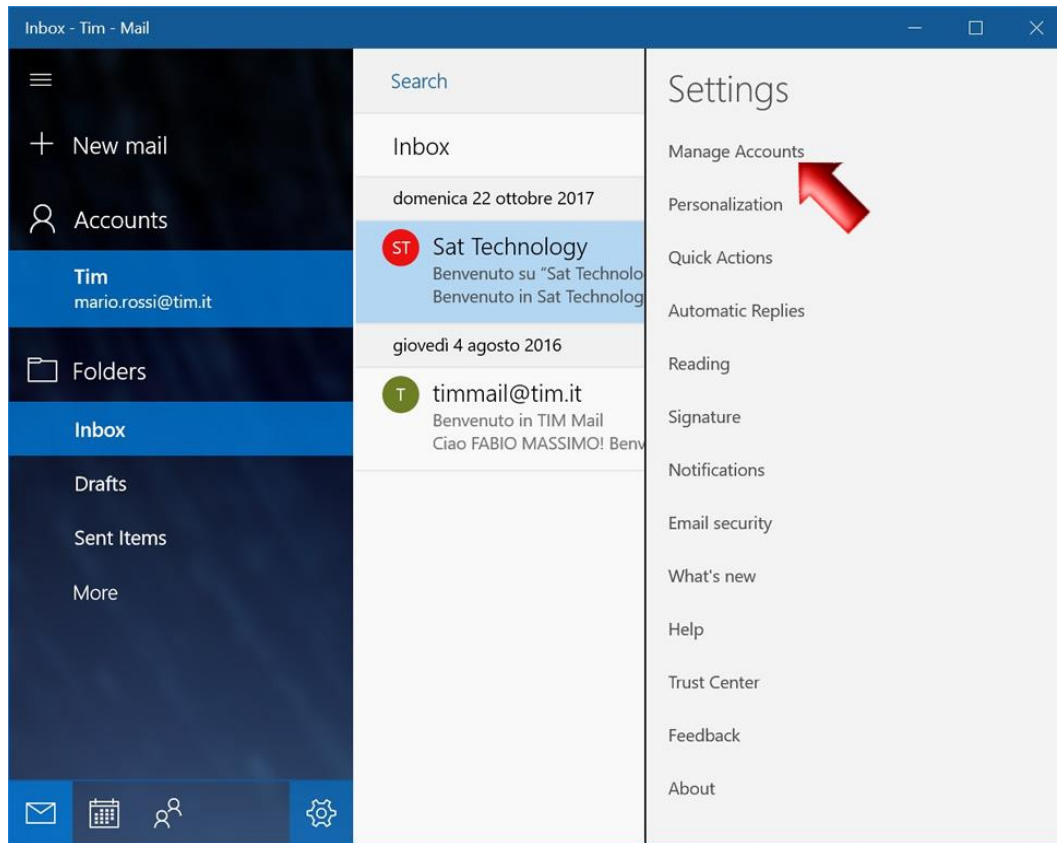 Inbox - Tim - Mail
New mail
Accounts
Tim
mario.rossi@tim.it
Folders
Inbox
Drafts
Sent Items
More
Search
Inbox
domenica 22 ottobre 2017
ST
Sat Technology
Benvenuto su "Sat Technolo
Benvenuto in Sat Technolog
giovedì 4 agosto 2016
T
timmail@tim.it
Benvenuto in TIM Mail
Ciao FABIO MASSIMO! Benv
Settings
Manage Accounts
Personalization
Quick Actions
Automatic Replies
Reading
Signature
Notifications
Email security
What's new
Help
Trust Center
Feedback
About